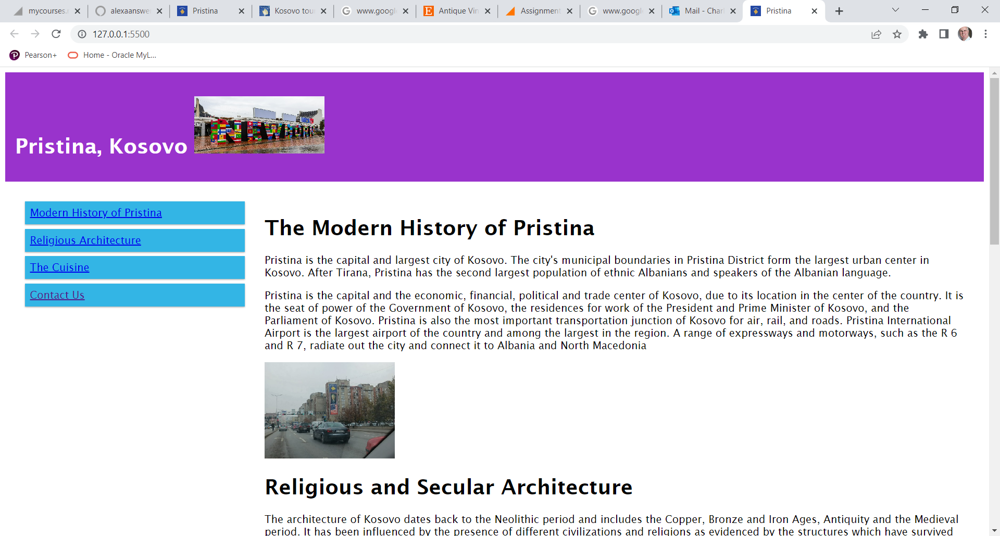 mycourses.
alexaanswe
Pristina
Kosovo tou
www.googl
Antique Vin
Assignment
www.googl
Mail - Charl
Pristina
127.0.0.1:5500
Pearson+
Home - Oracle MyL...
NEWBORN
Pristina, Kosovo
Modern History of Pristina
Religious Architecture
The Cuisine
Contact Us
The Modern History of Pristina
Pristina is the capital and largest city of Kosovo. The city's municipal boundaries in Pristina District form the largest urban center in
Kosovo. After Tirana, Pristina has the second largest population of ethnic Albanians and speakers of the Albanian language.
Pristina is the capital and the economic, financial, political and trade center of Kosovo, due to its location in the center of the country. It is
the seat of power of the Government of Kosovo, the residences for work of the President and Prime Minister of Kosovo, and the
Parliament of Kosovo. Pristina is also the most important transportation junction of Kosovo for air, rail, and roads. Pristina International
Airport is the largest airport of the country and among the largest in the region. A range of expressways and motorways, such as the R 6
and R 7, radiate out the city and connect it to Albania and North Macedonia
Religious and Secular Architecture
The architecture of Kosovo dates back to the Neolithic period and includes the Copper, Bronze and Iron Ages, Antiquity and the Medieval
period. It has been influenced by the presence of different civilizations and religions as evidenced by the structures which have survived